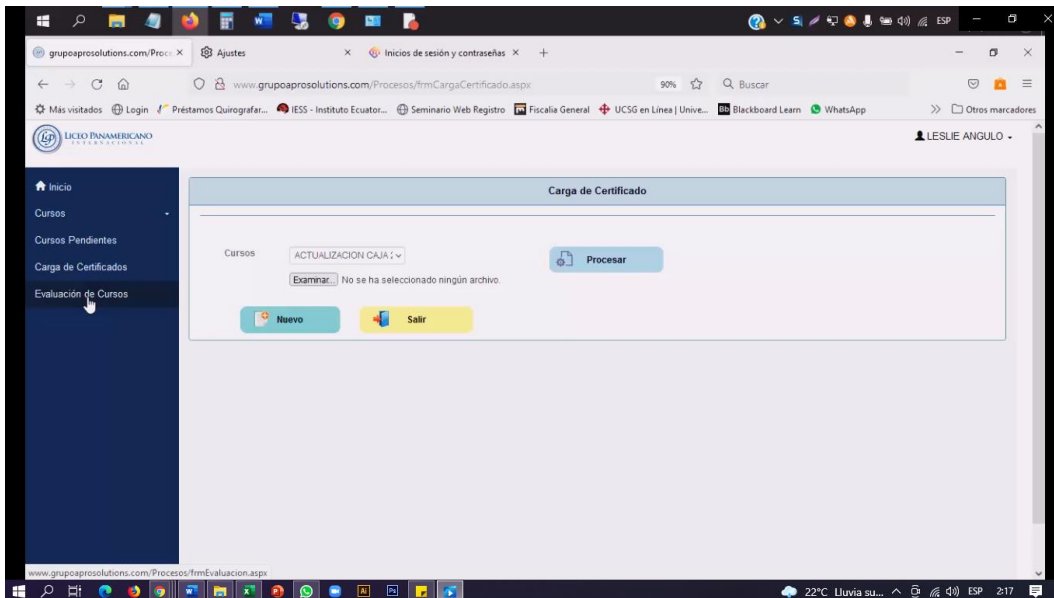 ESP
grupoaprosolutions.com/Proce
Ajustes
Inicios de sesión y contraseñas
www.grupoaprosolutions.com/Procesos/frmCargaCertificado.aspx
90%
Buscar
Más visitados Login Préstamos Quirografar... IESS - Instituto Ecuator... Seminario Web Registro Fiscalia General UCSG en Línea | Unive... Bb Blackboard Learn WhatsApp Otros marcadores
LICEO PANAMERICANO
INTERNACIONAL
LESLIE ANGULO
Inicio
Carga de Certificado
Cursos
Cursos Pendientes
Cursos
ACTUALIZACION CAJA
Procesar
Carga de Certificados
Examinar... No se ha seleccionado ningún archivo.
Evaluación de Cursos
Nuevo
Salir
www.grupoaprosolutions.com/Procesos/frmEvaluacion.aspx
22°C Lluvia su... ESP 2:17